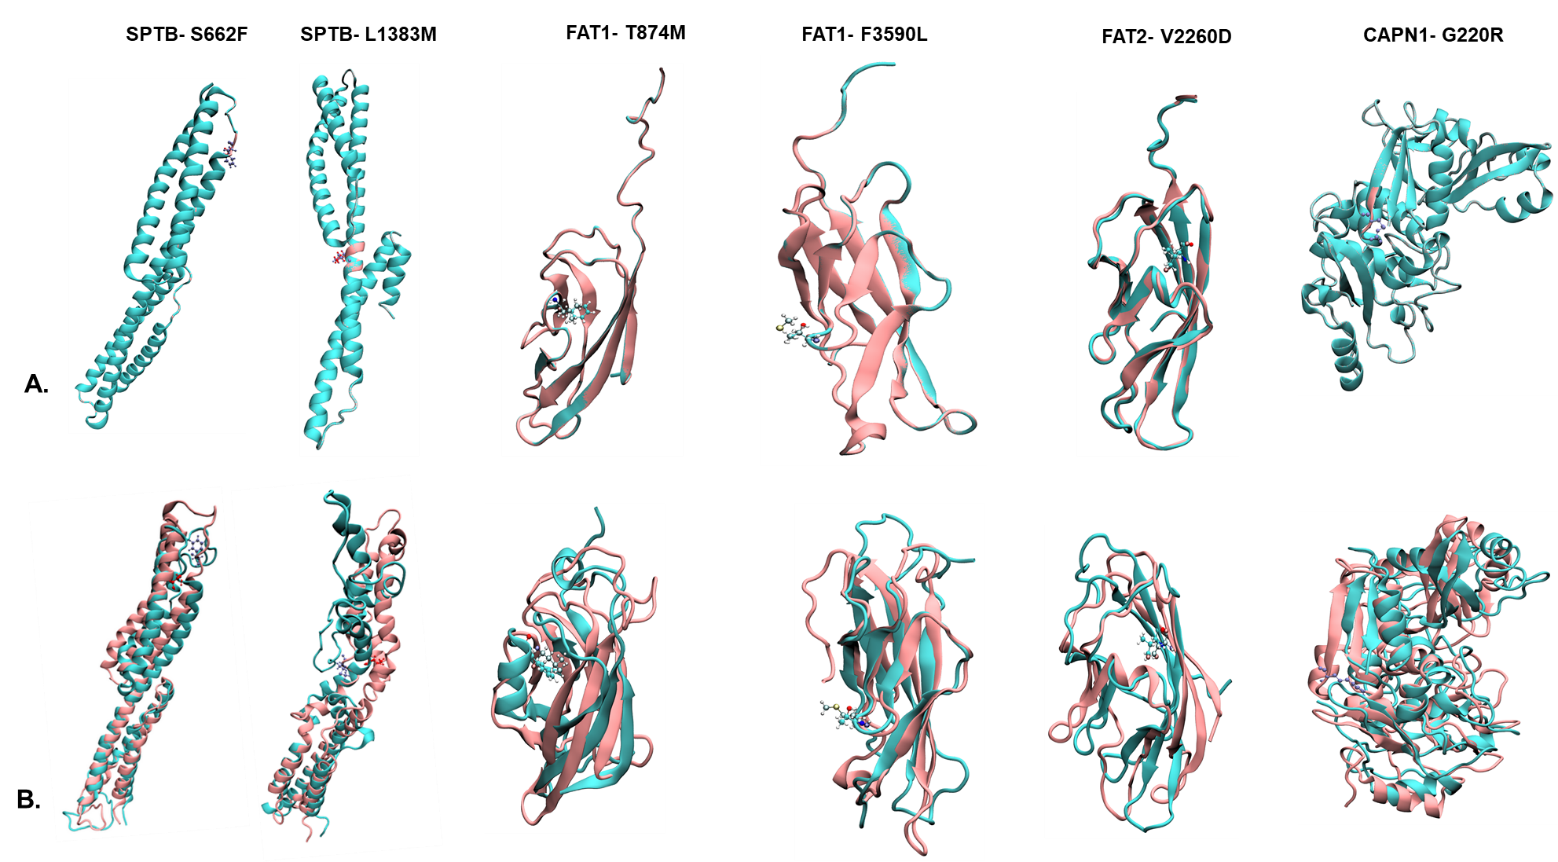 SPTB- S662F
SPTB- L1383M
FAT1- T874M
FAT1- F3590L
FAT2- V2260D
CAPN1- G220R
A.
B.